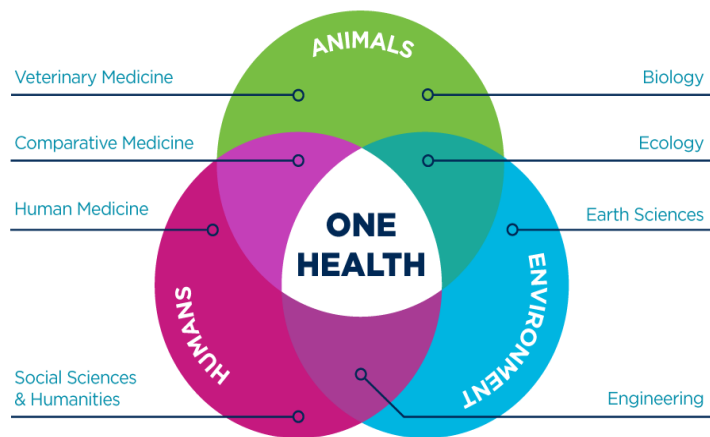 ANIMALS
Veterinary Medicine
Biology
Comparative Medicine
Ecology
Human Medicine
Earth Sciences
ONE
HEALTH
HUMANS
ENVIRONMENT
Social Sciences
& Humanities
Engineering